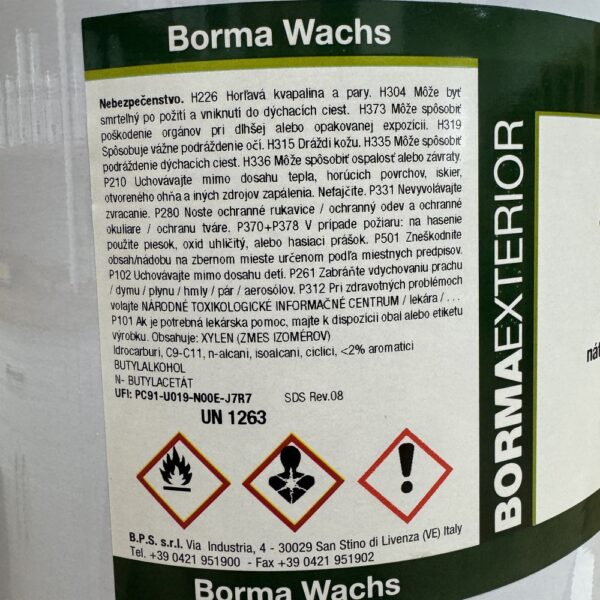 Borma Wachs
Nebezpečenstvo. H226 Horľavá kvapalina a pary. H304 Môže byť
smrteľný po požití a vniknutí do dýchacích ciest. H373 Môže spôsobiť
poškodenie orgánov pri dlhšej alebo opakovanej expozícii. H319
Spôsobuje vážne podráždenie očí. H315 Dráždi kožu. H335 Môže spôsobiť
podráždenie dýchacích ciest. H336 Môže spôsobiť ospalosť alebo závraty.
P210 Uchovávajte mimo dosahu tepla, horúcich povrchov, iskier,
otvoreného ohňa a iných zdrojov zapálenia. Nefajčite. P331 Nevyvolávajte
zvracanie. P280 Noste ochranné rukavice / ochranný odev a ochranné
okuliare / ochranu tváre. P370+P378 V prípade požiaru: na hasenie
použite piesok, oxid uhličitý, alebo hasiaci prášok. P501 Zneškodnite
obsah/nádobu na zbernom mieste určenom podľa miestnych predpisov.
P102 Uchovávajte mimo dosahu detí. P261 Zabráňte vdychovaniu prachu
/ dymu / plynu / hmly / pár / aerosólov. P312 Pri zdravotných problémoch
volajte NÁRODNÉ TOXIKOLOGICKÉ INFORMAČNÉ CENTRUM / lekára / . . .
P101 Ak je potrebná lekárska pomoc, majte k dispozícii obal alebo etiketu
výrobku. Obsahuje: XYLEN (ZMES IZOMÉROV)
Idrocarburi, C9-C11, n-alcani, isoalcani, ciclici, <2% aromatici
BUTYLALKOHOL
N- BUTYLACETÁT
UFI: PC91-U019-N00E-J7R7 SDS Rev.08
UN 1263
B.P.S. s.r.l. Via Industria, 4 - 30029 San Stino di Livenza (VE) Italy
Tel. +39 0421 951900 - Fax +39 0421 951902
Borma Wachs
BORMAEXTERIOR